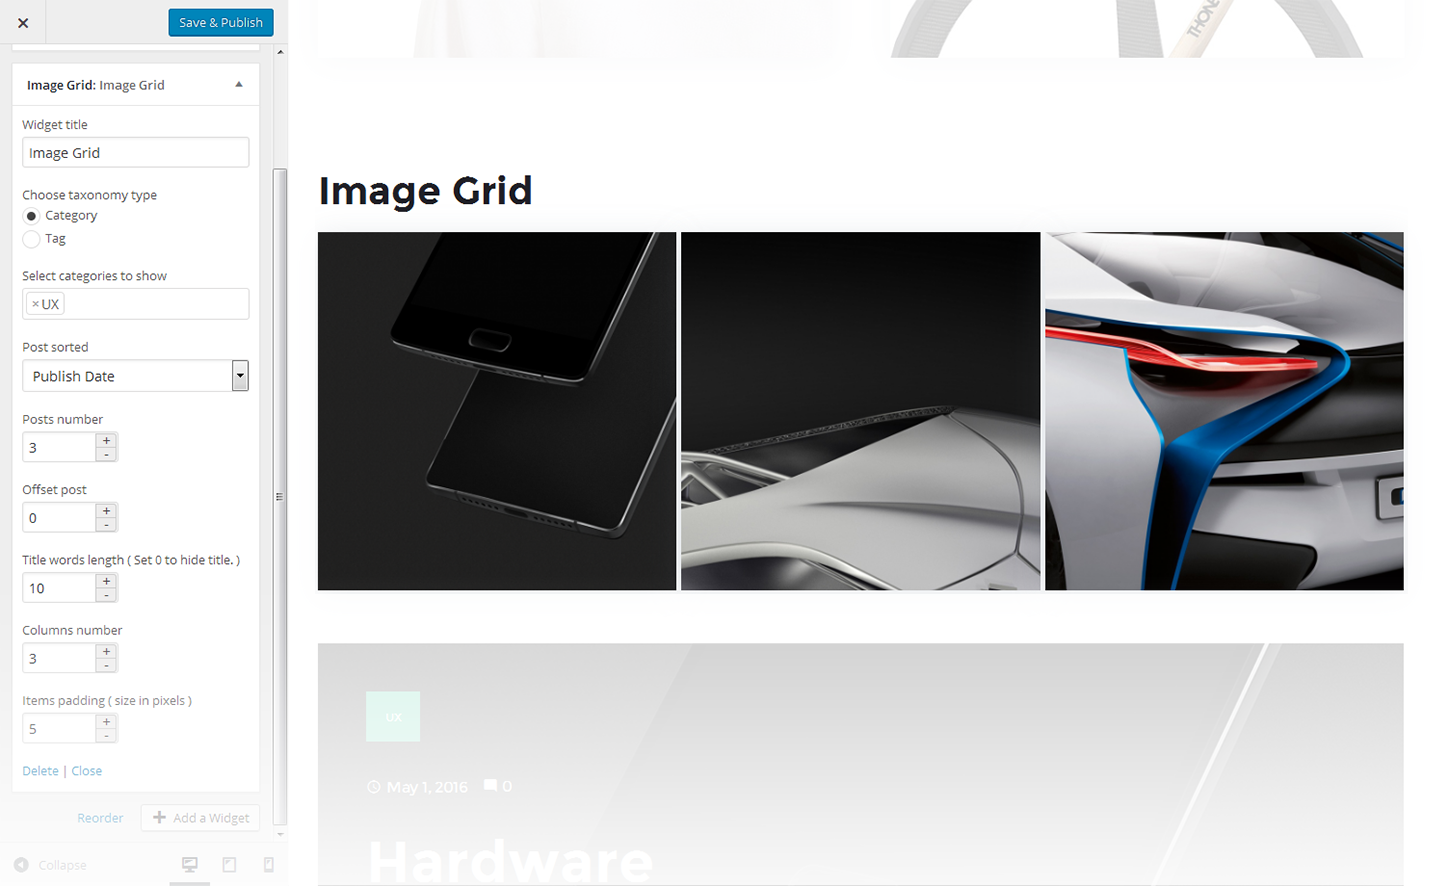 Save & Publish
Image Grid: Image Grid
Widget title
Image Grid
Choose taxonomy type
Category
Tag
Select categories to show
× UX
Post sorted
Publish Date
Posts number
3
+
-
Offset post
0
+
-
Title words length ( Set 0 to hide title. )
10
+
-
Columns number
3
+
-
Items padding ( size in pixels )
5
+
-
Delete | Close
Reorder
Add a Widget
Collapse
THONE
Image Grid
UX
May 1, 2016 0
Hardware